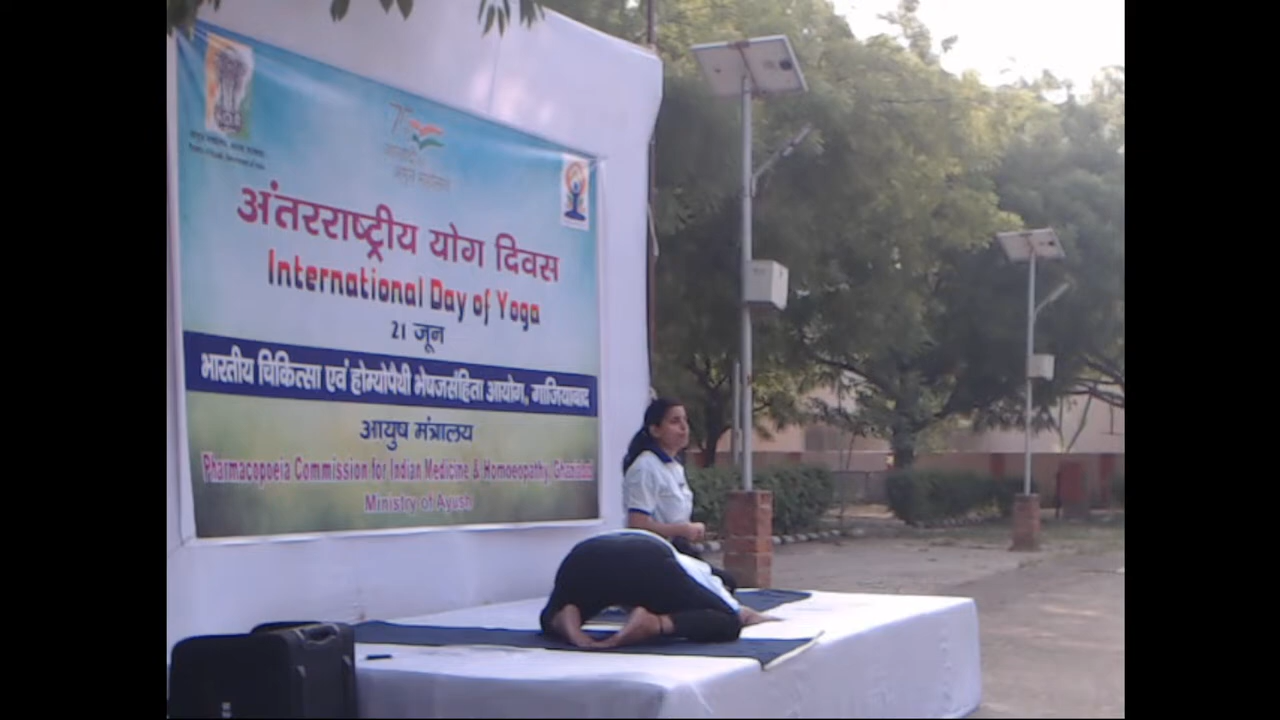 अंतरराष्ट्रीय योग दिवस
International Day of Yoga
21 जून
भारतीय चिकित्सा एवं होम्योपैथी भेषजसंहिता आयोग, गाजियाबाद
आयुष मंत्रालय
Pharmacopoeia Commission for Indian Medicine & Homoeopathy, Ghaziabad
Ministry of Ayush